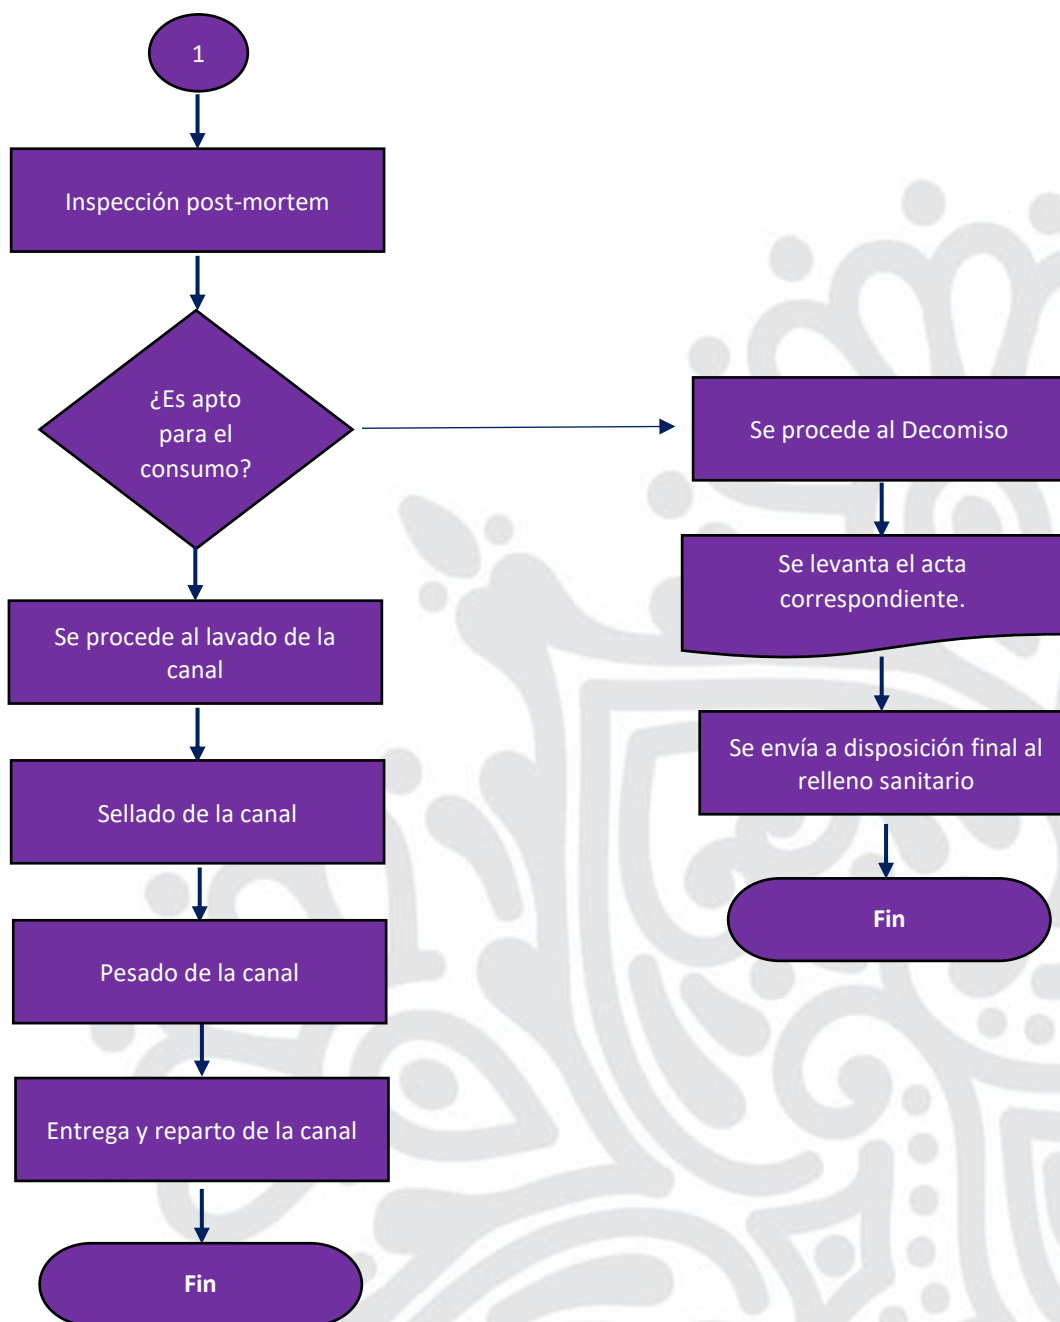 1
Inspección post-mortem
¿Es apto
para el
consumo?
Se procede al lavado de la
canal
Sellado de la canal
Pesado de la canal
Entrega y reparto de la canal
Fin
Se procede al Decomiso
Se levanta el acta
correspondiente.
Se envía a disposición final al
relleno sanitario
Fin